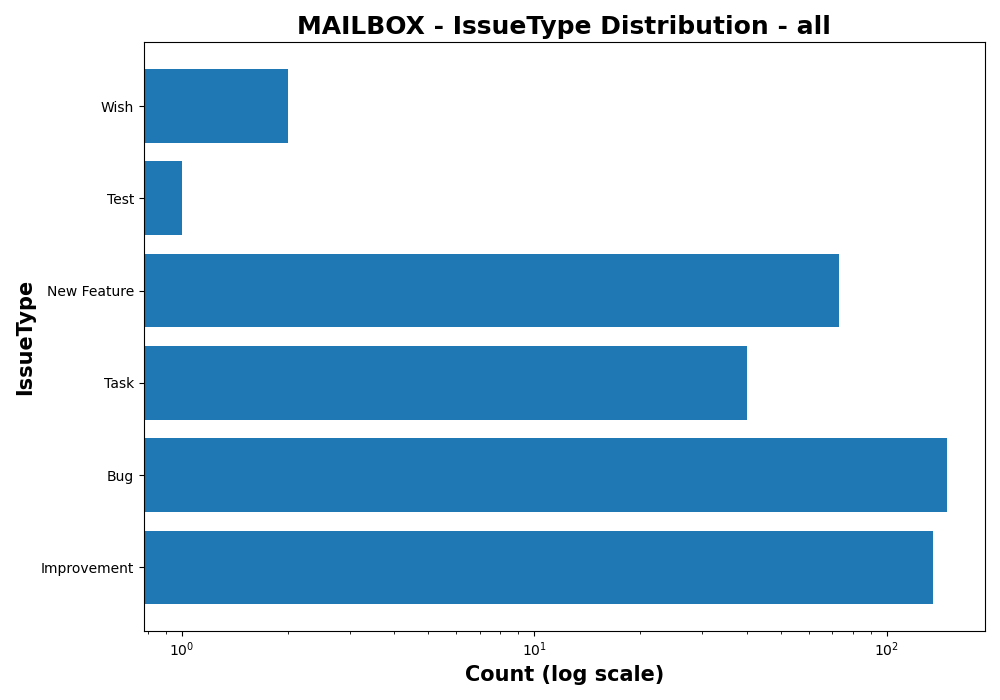 MAILBOX - IssueType Distribution - all
Wish
Test
New Feature
Task
Bug
Improvement
IssueType
10⁰
10¹
10²
Count (log scale)